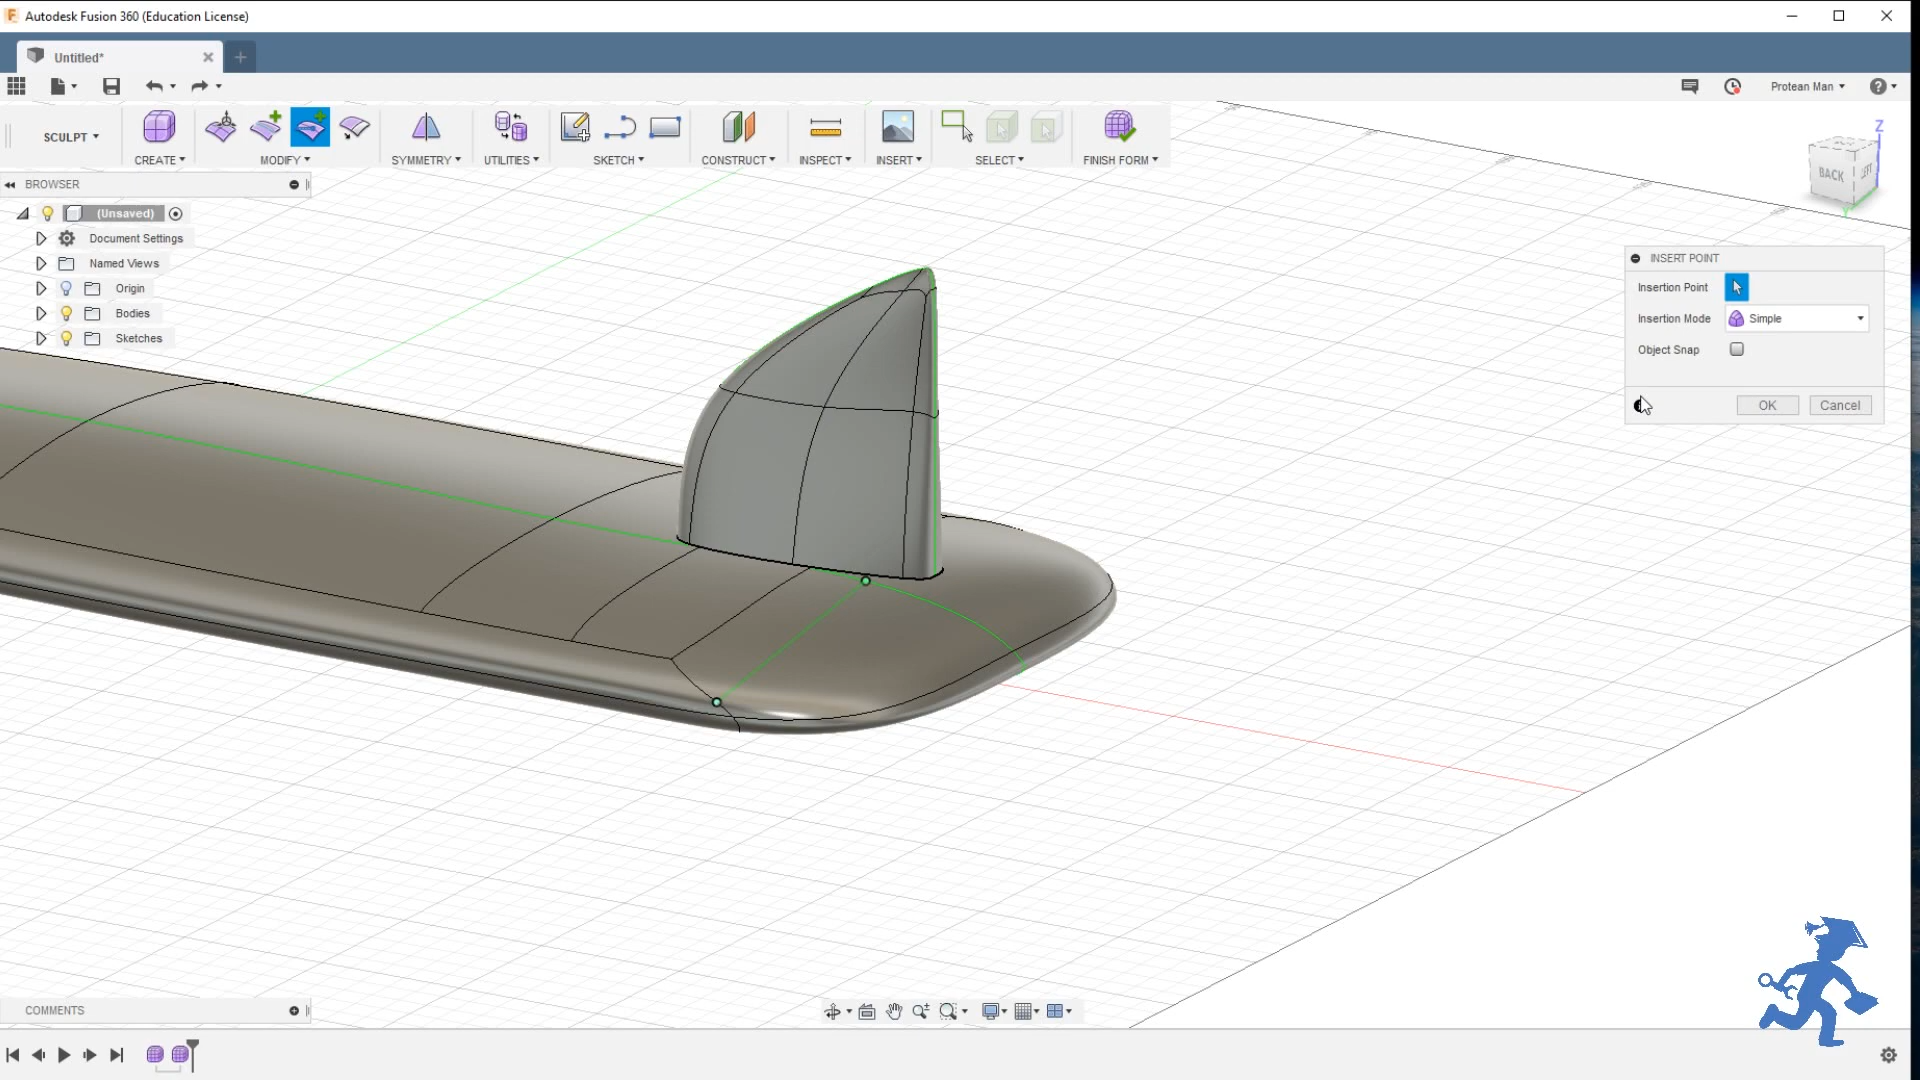 Autodesk Fusion 360 (Education License)
Untitled*
Protean Man
SCULPT
CREATE
MODIFY
SYMMETRY
UTILITIES
SKETCH
CONSTRUCT
INSPECT
INSERT
SELECT
FINISH FORM
BROWSER
(Unsaved)
Document Settings
Named Views
Origin
Bodies
Sketches
Z
BACK
LEFT
Y
INSERT POINT
Insertion Point
Insertion Mode
Simple
Object Snap
OK
Cancel
COMMENTS